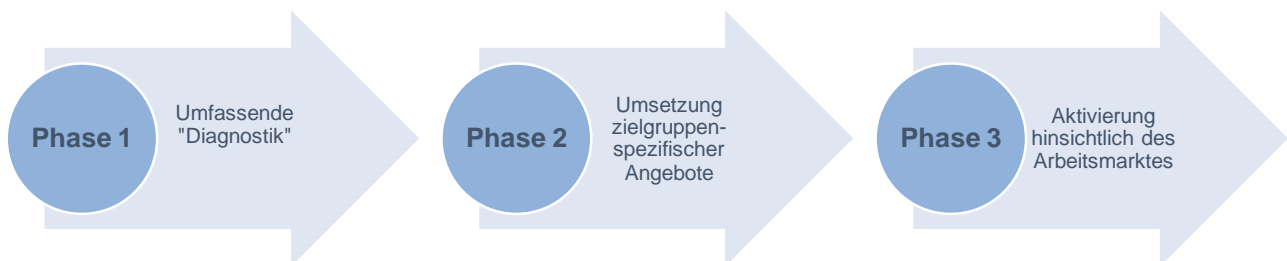 Phase 1
Umfassende
"Diagnostik"
Phase 2
Umsetzung
zielgruppen-
spezifischer
Angebote
Phase 3
Aktivierung
hinsichtlich des
Arbeitsmarktes